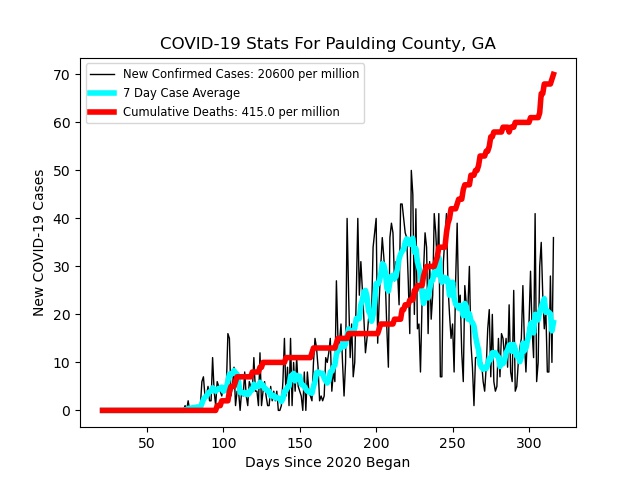 COVID-19 Stats For Paulding County, GA
New Confirmed Cases: 20600 per million
7 Day Case Average
Cumulative Deaths: 415.0 per million
New COVID-19 Cases
70
60
50
40
30
20
10
0
50 100 150 200 250 300
Days Since 2020 Began